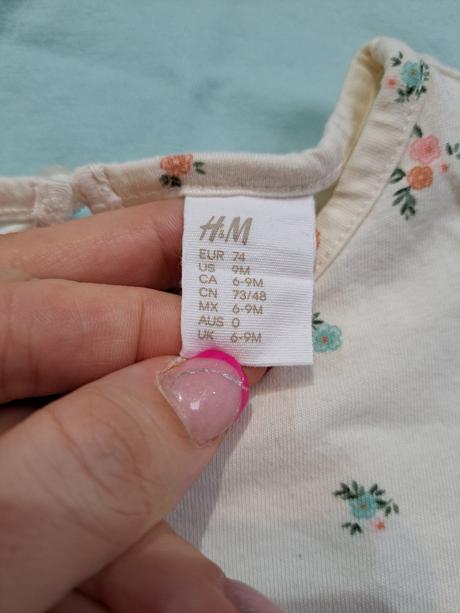 H&M
EUR 74
US 9M
CA 6-9M
CN 73/48
MX 6-9M
AUS 0
UK 6-9M